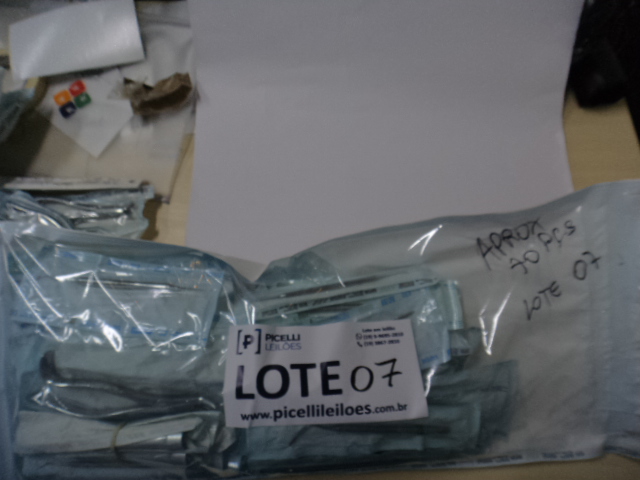 APROX
70 PÇS
LOTE 07
[P] PICELLI
LEILÕES
LOTE 07
www.picellileiloes.com.br